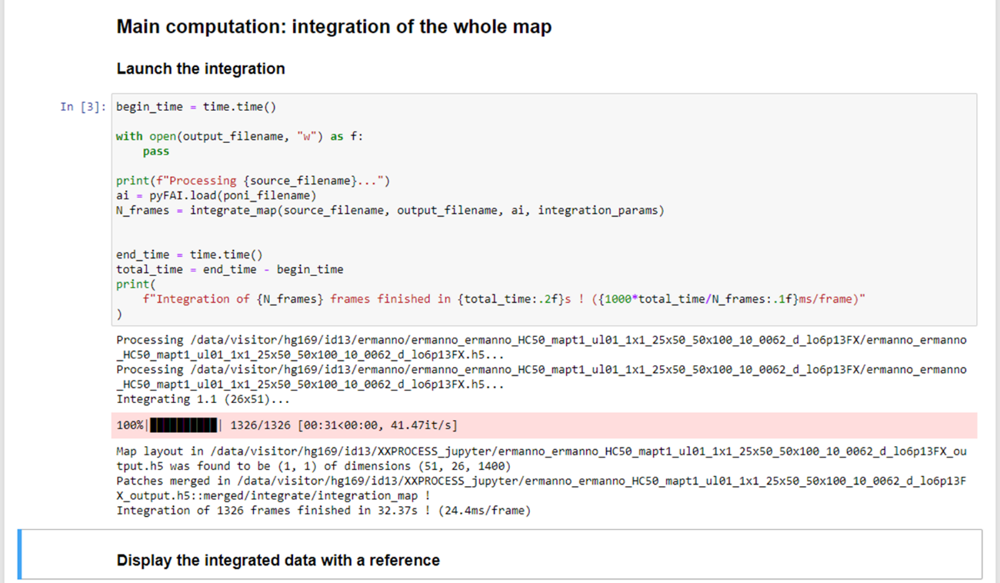 Main computation: integration of the whole map
Launch the integration
In [3]:
begin_time = time.time()
with open(output_filename, "w") as f:
    pass
print(f"Processing {source_filename}...")
ai = pyFAI.load(poni_filename)
N_frames = integrate_map(source_filename, output_filename, ai, integration_params)
end_time = time.time()
total_time = end_time - begin_time
print(
    f"Integration of {N_frames} frames finished in {total_time:.2f}s ! ({1000*total_time/N_frames:.1f}ms/frame)"
)
Processing /data/visitor/hg169/id13/ermanno/ermanno_ermanno_HC50_mapt1_ul01_1x1_25x50_50x100_10_0062_d_lo6p13FX/ermanno_ermanno
_HC50_mapt1_ul01_1x1_25x50_50x100_10_0062_d_lo6p13FX.h5...
Processing /data/visitor/hg169/id13/ermanno/ermanno_ermanno_HC50_mapt1_ul01_1x1_25x50_50x100_10_0062_d_lo6p13FX/ermanno_ermanno
_HC50_mapt1_ul01_1x1_25x50_50x100_10_0062_d_lo6p13FX.h5...
Integrating 1.1 (26x51)...
100%|██████████| 1326/1326 [00:31<00:00, 41.47it/s]
Map layout in /data/visitor/hg169/id13/XXPROCESS_jupyter/ermanno_ermanno_HC50_mapt1_ul01_1x1_25x50_50x100_10_0062_d_lo6p13FX_ou
tput.h5 was found to be (1, 1) of dimensions (51, 26, 1400)
Patches merged in /data/visitor/hg169/id13/XXPROCESS_jupyter/ermanno_ermanno_HC50_mapt1_ul01_1x1_25x50_50x100_10_0062_d_lo6p13F
X_output.h5::merged/integrate/integration_map !
Integration of 1326 frames finished in 32.37s ! (24.4ms/frame)
Display the integrated data with a reference